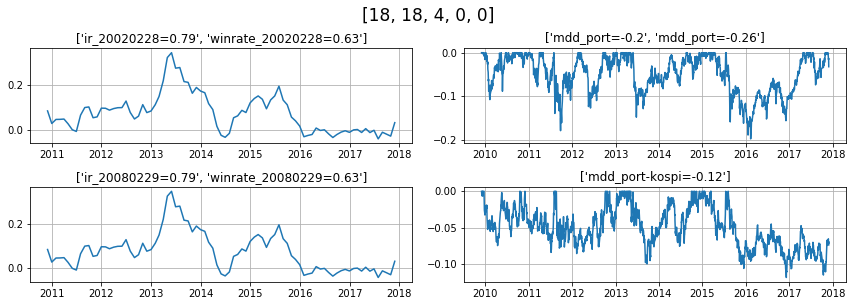 [18, 18, 4, 0, 0]
['ir_20020228=0.79', 'winrate_20020228=0.63']
0.2
0.0
2011 2012 2013 2014 2015 2016 2017 2018
['mdd_port=-0.2', 'mdd_port=-0.26']
0.0
−0.1
−0.2
2010 2011 2012 2013 2014 2015 2016 2017 2018
['ir_20080229=0.79', 'winrate_20080229=0.63']
0.2
0.0
2011 2012 2013 2014 2015 2016 2017 2018
['mdd_port-kospi=-0.12']
0.00
−0.05
−0.10
2010 2011 2012 2013 2014 2015 2016 2017 2018